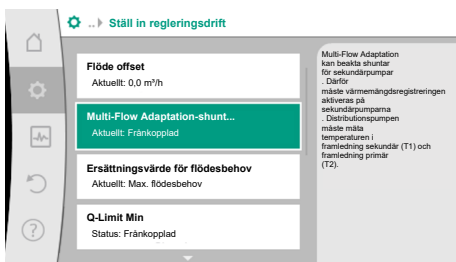 ..▸ Ställ in regleringsdrift
Flöde offset
Aktuellt: 0,0 m³/h
Multi-Flow Adaptation-shunt...
Aktuellt: Frånkopplad
Ersättningsvärde för flödesbehov
Aktuellt: Max. flödesbehov
Q-Limit Min
Status: Frånkopplad
Multi-Flow Adaptation
kan beakta shuntar
för sekundärpumpar
. Därför
måste värmemängdsregistreringen
aktiveras på
sekundärpumparna
. Distributionspumpen
måste mäta
temperaturen i
framledning sekundär (T1) och
framledning primär
(T2).